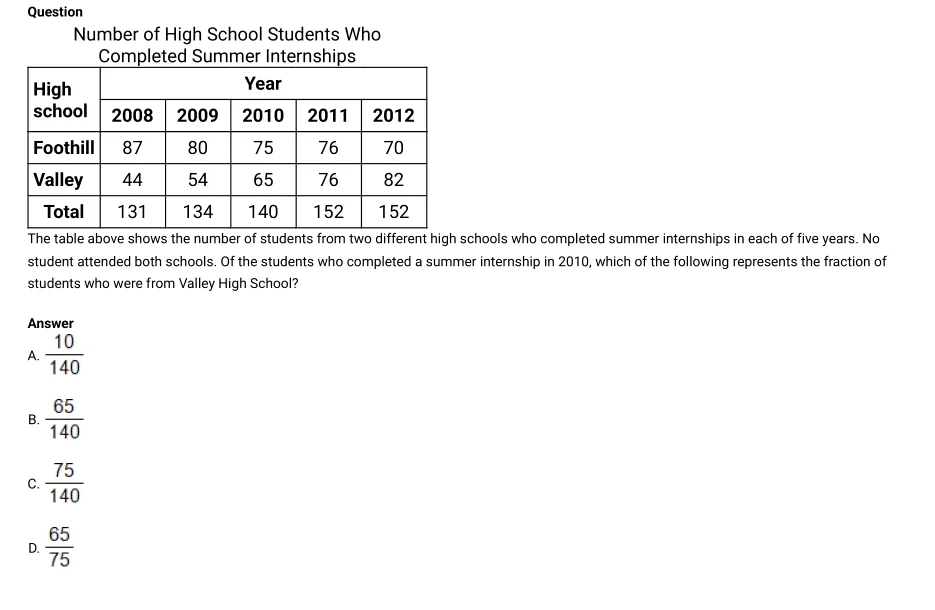 Question
Number of High School Students Who
Completed Summer Internships
High school Year
2008 2009 2010 2011 2012
Foothill 87 80 75 76 70
Valley 44 54 65 76 82
Total 131 134 140 152 152
The table above shows the number of students from two different high schools who completed summer internships in each of five years. No
student attended both schools. Of the students who completed a summer internship in 2010, which of the following represents the fraction of
students who were from Valley High School?
Answer
A. 10/140
B. 65/140
C. 75/140
D. 65/75